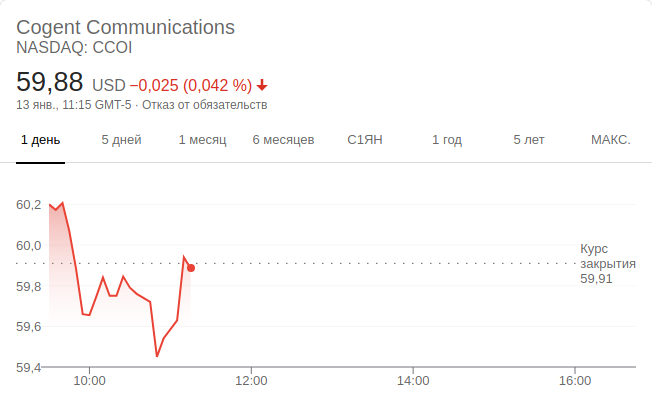 Cogent Communications
NASDAQ: CCOI
59,88 USD −0,025 (0,042 %)
13 янв., 11:15 GMT-5 · Отказ от обязательств
1 день 5 дней 1 месяц 6 месяцев С1ЯН 1 год 5 лет МАКС.
60,2
60,0
Курс
закрытия
59,91
59,8
59,6
59,4
10:00 12:00 14:00 16:00